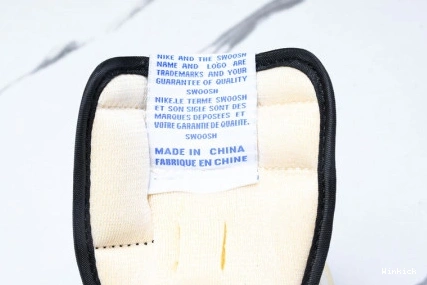 NIKE AND THE SWOOSH
NAME AND LOGO ARE
TRADEMARKS AND YOUR
GUARANTEE OF QUALITY
SWOOSH
NIKE.LE TERME SWOOSH
ET SON SIGLE SONT DES
MARQUES DEPOSEES ET
VOTRE GARANTIE DE QUALITE.
SWOOSH
MADE IN CHINA
FABRIQUE EN CHINE